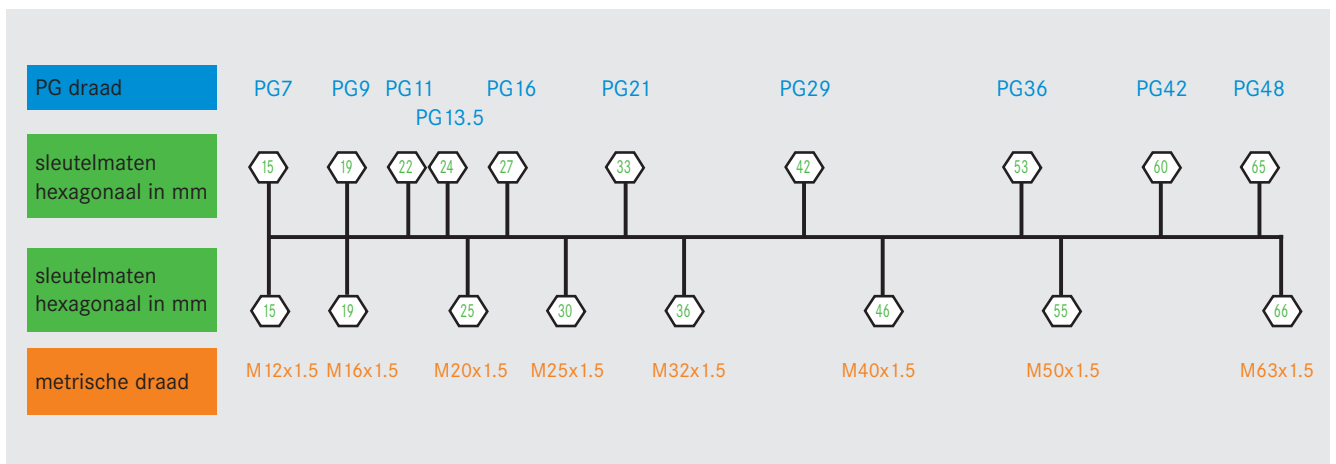 PG draad
PG7 PG9 PG11 PG16 PG21 PG29 PG36 PG42 PG48
PG13.5
sleutelmaten
hexagonaal in mm
15 19 22 24 27 33 42 53 60 65
sleutelmaten
hexagonaal in mm
15 19 25 30 36 46 55 66
metrische draad
M12x1.5 M16x1.5 M20x1.5 M25x1.5 M32x1.5 M40x1.5 M50x1.5 M63x1.5